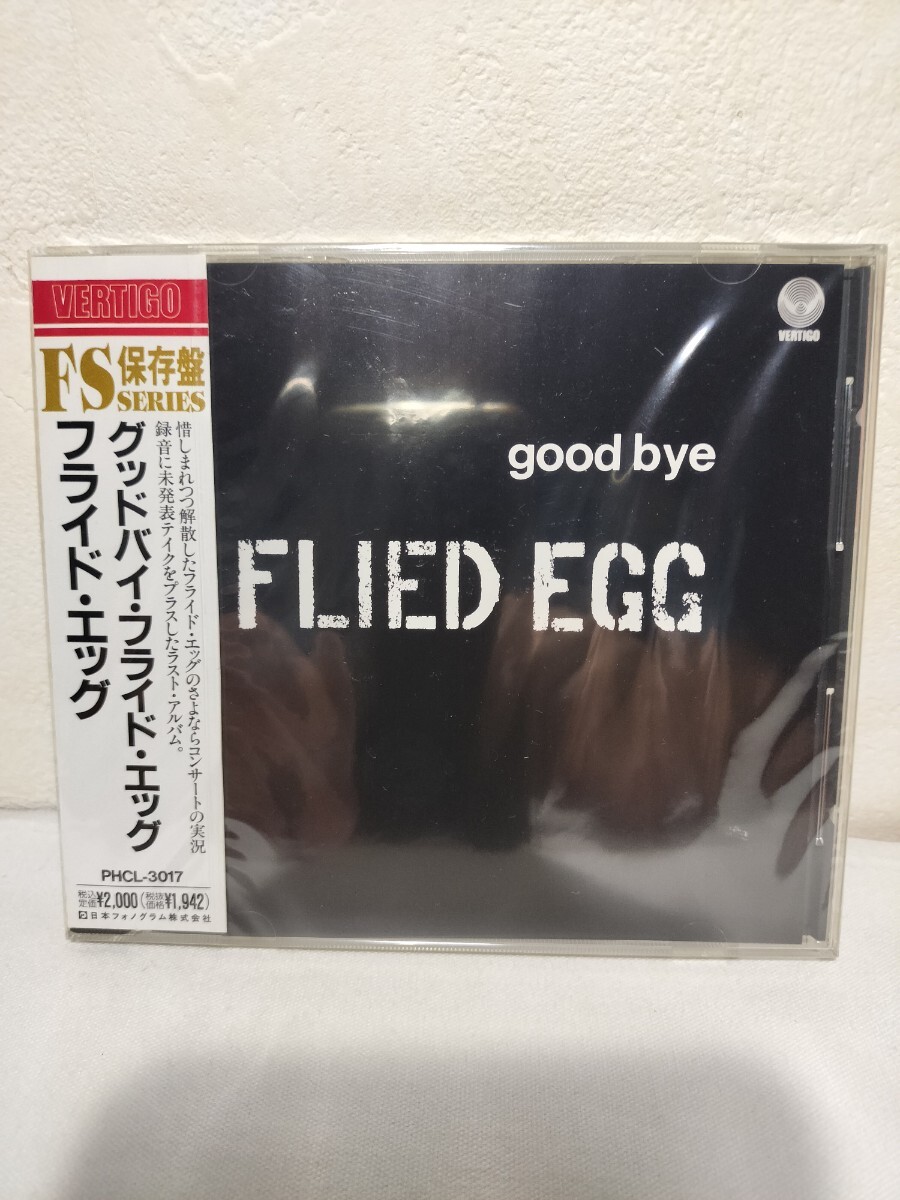 VERTIGO
FS保存盤
SERIES
惜しまれつつ解散したフライド・エッグのさよならコンサートの実況
録音に未発表テイクをプラスしたラスト・アルバム。
グッドバイ・フライド・エッグ
フライド・エッグ
PHCL-3017
税込定価¥2,000(税抜価格¥1,942)
日本フォノグラム株式会社
VERTIGO
good bye
FLIED EGG